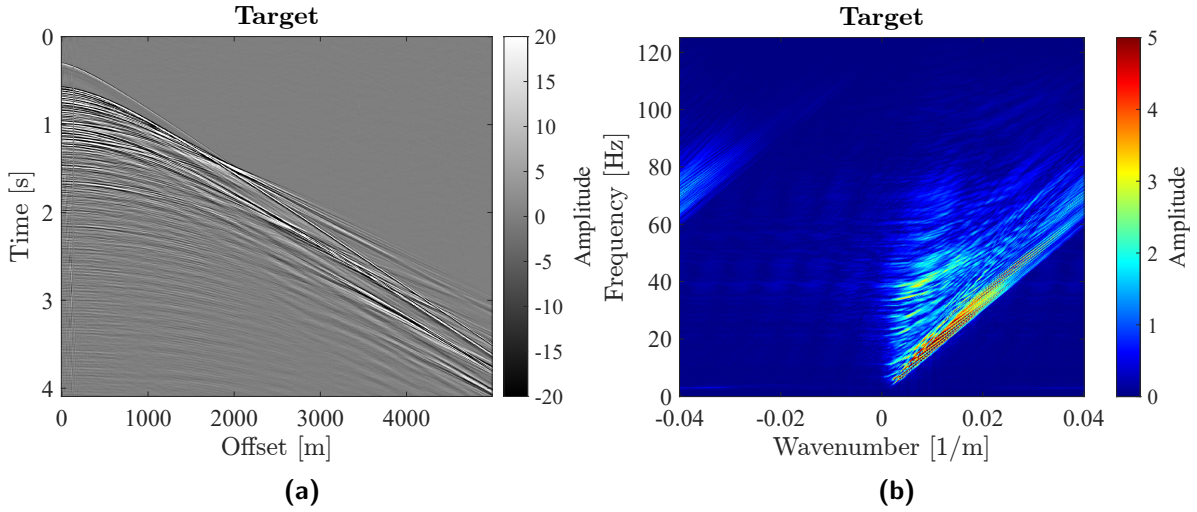 Target
0
1
2
3
4
Time [s]
0 1000 2000 3000 4000
Offset [m]
20
15
10
5
0
-5
-10
-15
-20
Amplitude
(a)
Target
120
100
80
60
40
20
0
Frequency [Hz]
-0.04 -0.02 0 0.02 0.04
Wavenumber [1/m]
5
4
3
2
1
0
Amplitude
(b)